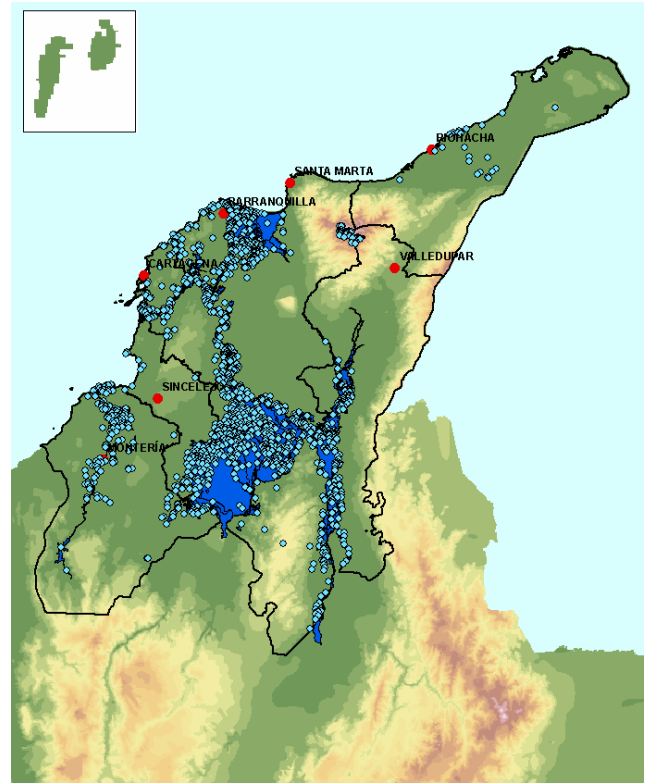 RIOHACHA
SANTA MARTA
BARRANQUILLA
VALLEDUPAR
CARTAGENA
SINCELEJO
MONTERÍA